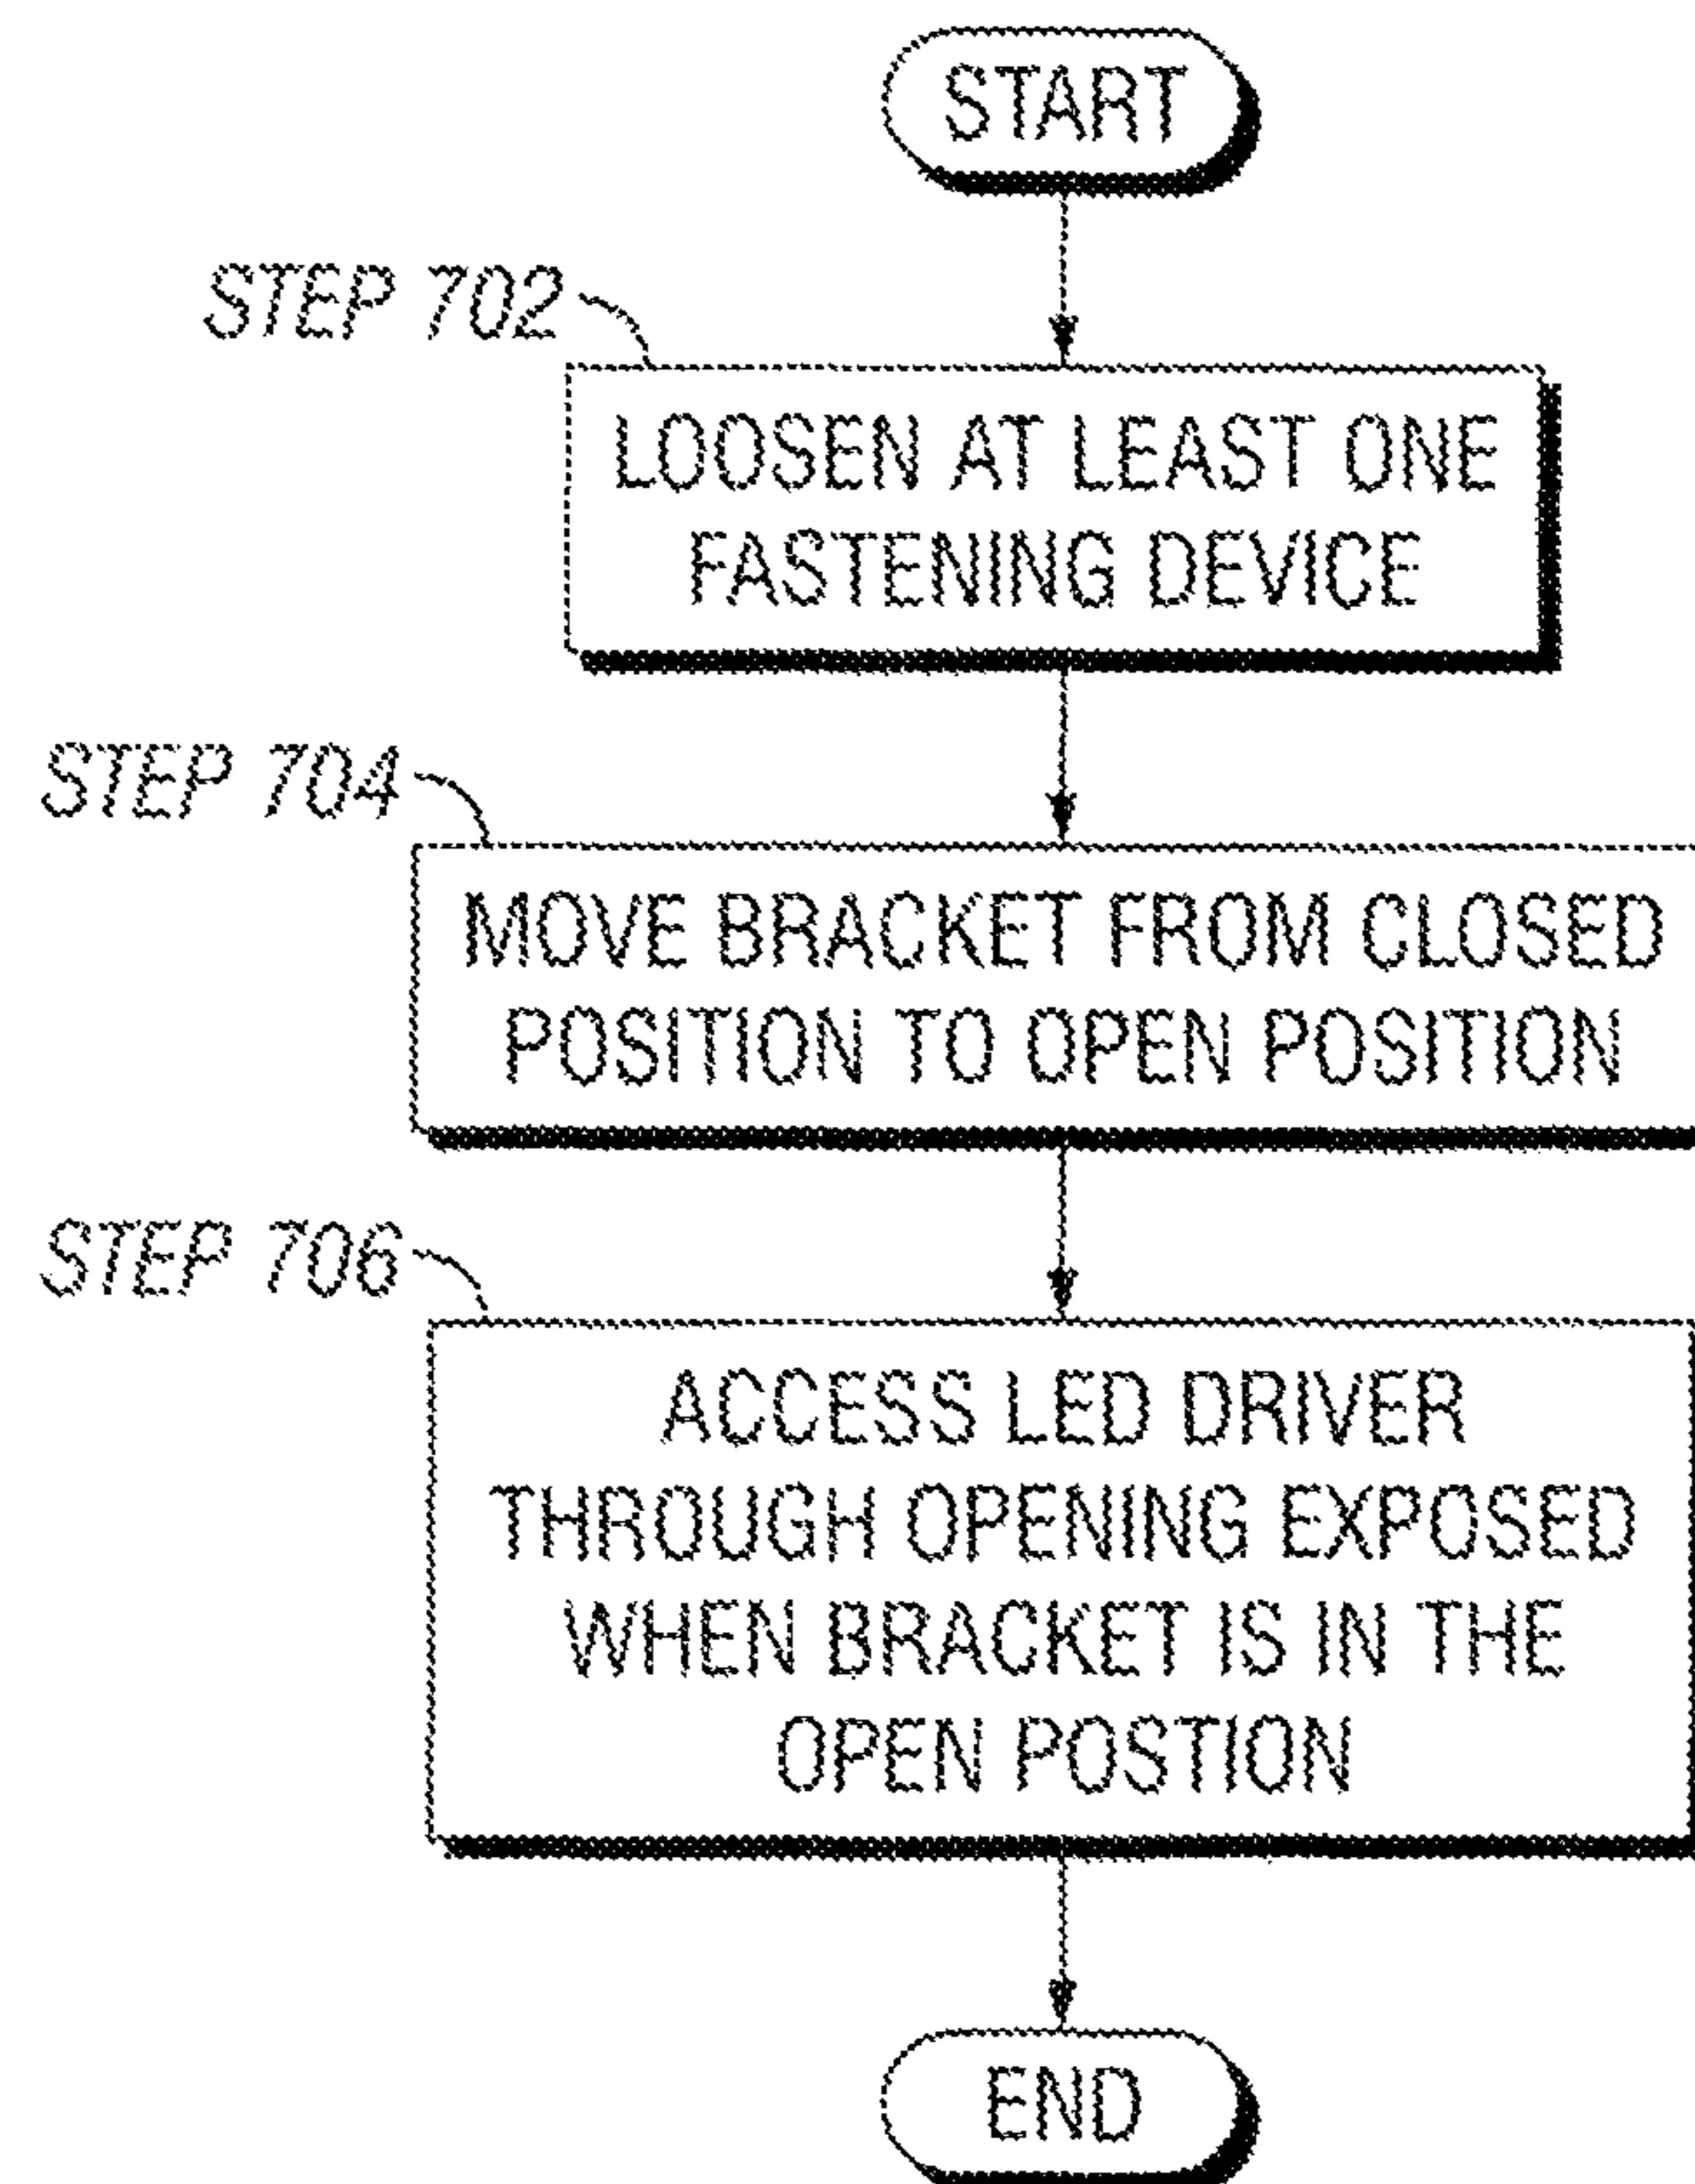 START
STEP 702
LOOSEN AT LEAST ONE
FASTENING DEVICE
STEP 704
MOVE BRACKET FROM CLOSED
POSITION TO OPEN POSITION
STEP 706
ACCESS LED DRIVER
THROUGH OPENING EXPOSED
WHEN BRACKET IS IN THE
OPEN POSTION
END